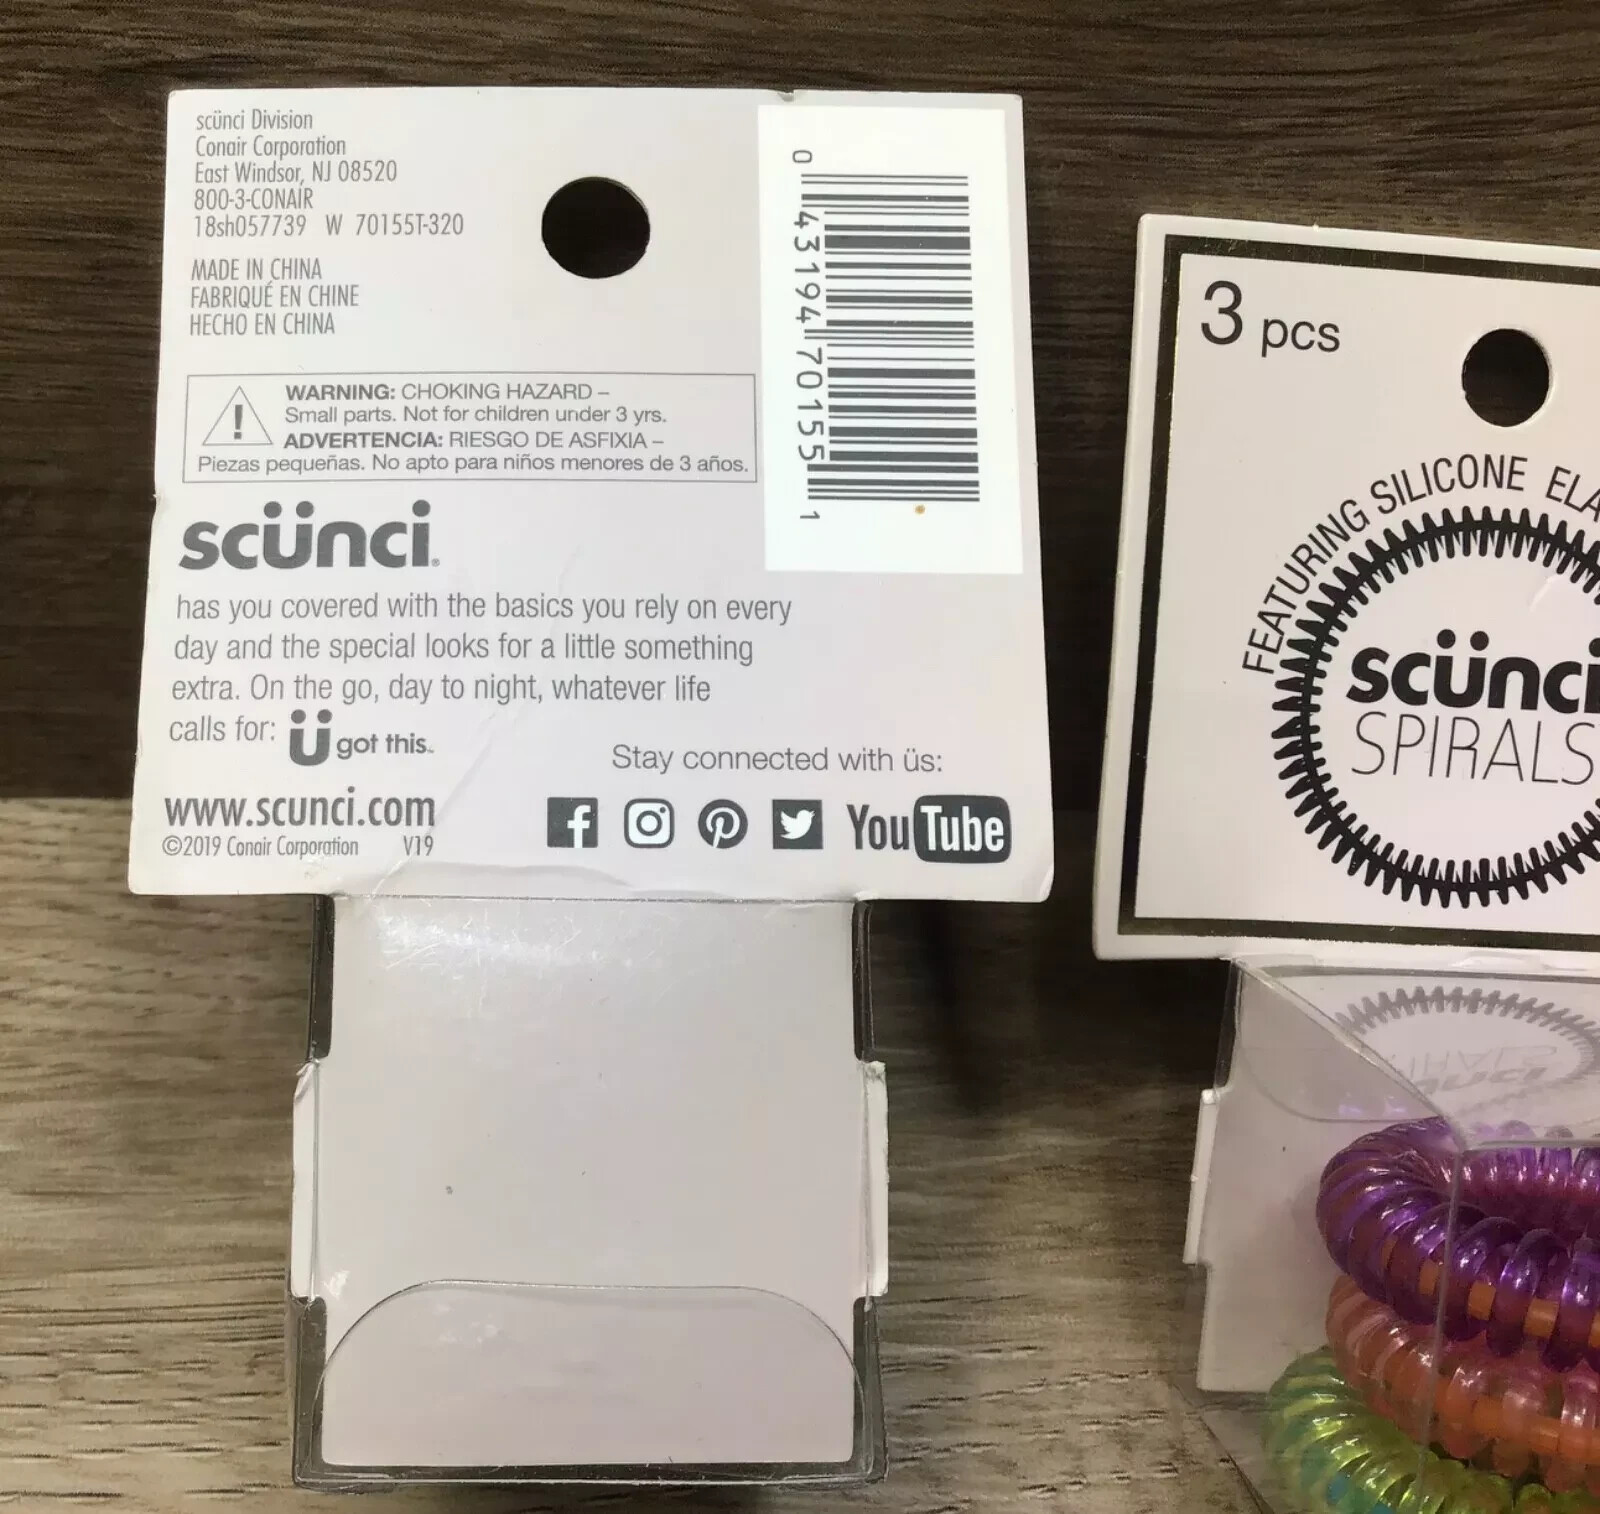 scünci Division
Conair Corporation
East Windsor, NJ 08520
800-3-CONAIR
18sh057739 W 70155T-320
MADE IN CHINA
FABRIQUÉ EN CHINE
HECHO EN CHINA
WARNING: CHOKING HAZARD –
Small parts. Not for children under 3 yrs.
ADVERTENCIA: RIESGO DE ASFIXIA –
Piezas pequeñas. No apto para niños menores de 3 años.
0 43194 70155 1
scünci®
has you covered with the basics you rely on every
day and the special looks for a little something
extra. On the go, day to night, whatever life
calls for: Ü got this™
Stay connected with üs:
www.scunci.com
©2019 Conair Corporation V19
You Tube
3 pcs
FEATURING SILICONE ELA
scünci
SPIRALS